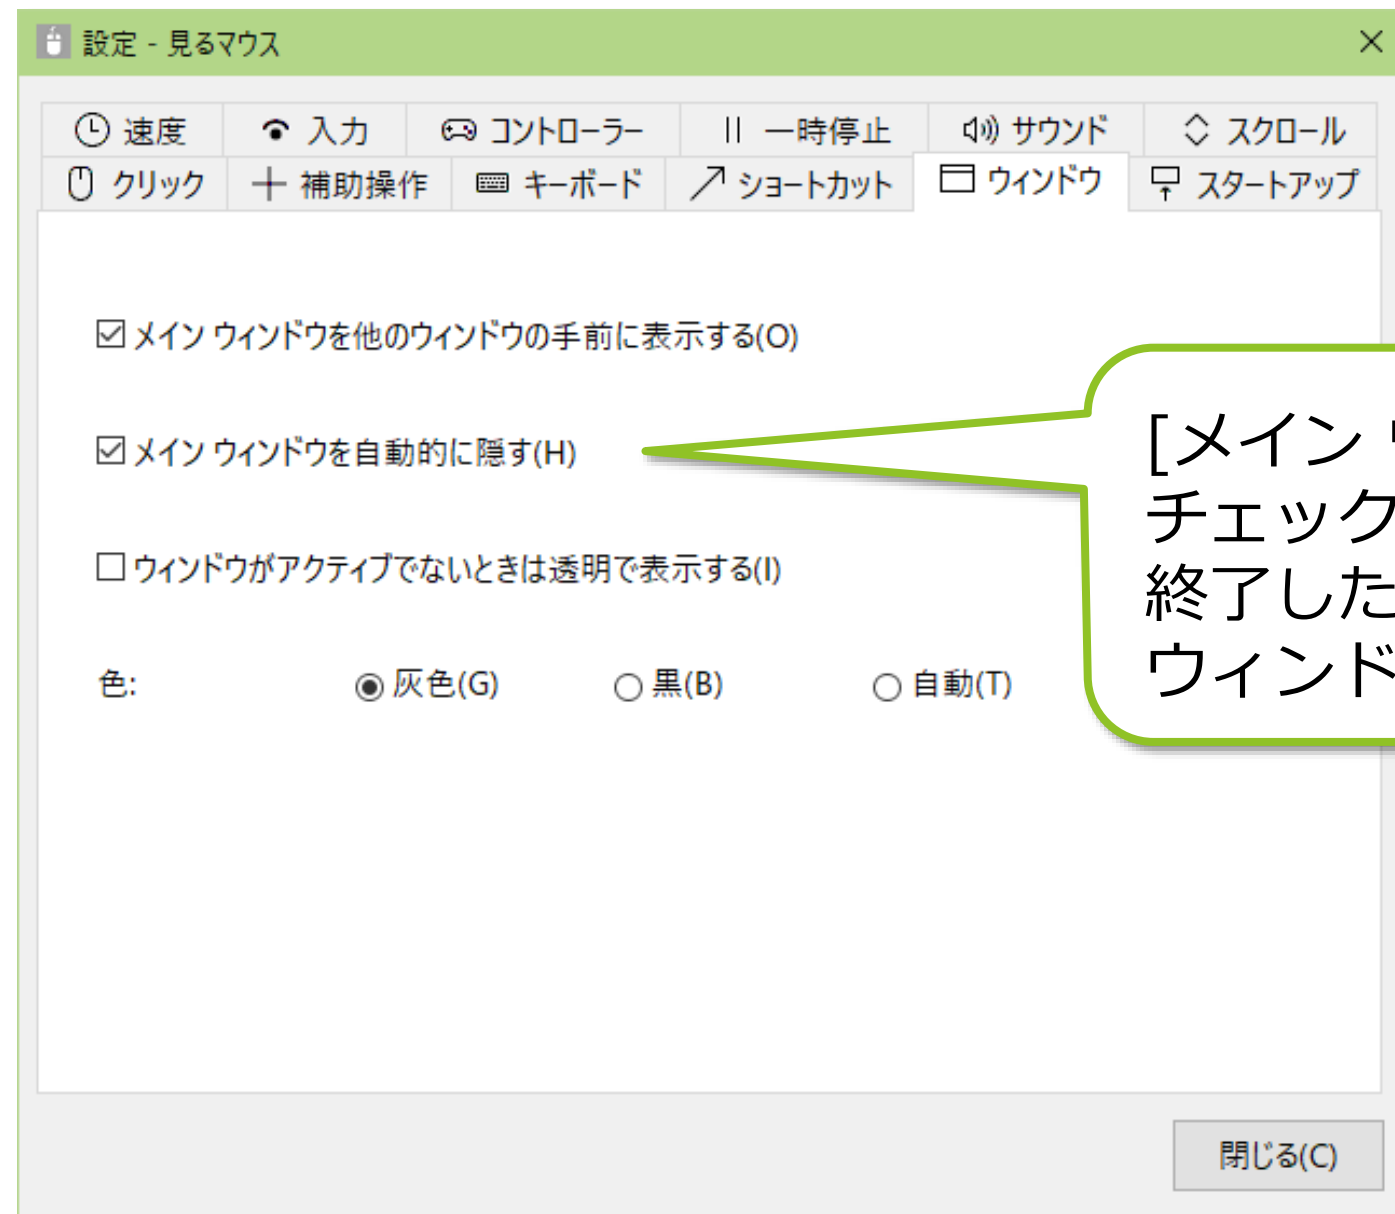 設定 - 見るマウス
速度 入力 コントローラー 一時停止 サウンド スクロール
クリック 補助操作 キーボード ショートカット ウィンドウ スタートアップ
メイン ウィンドウを他のウィンドウの手前に表示する(O)
メイン ウィンドウを自動的に隠す(H)
ウィンドウがアクティブでないときは透明で表示する(I)
色: 灰色(G) 黒(B) 自動(T)
[メイン
チェック
終了した
ウィンド
閉じる(C)